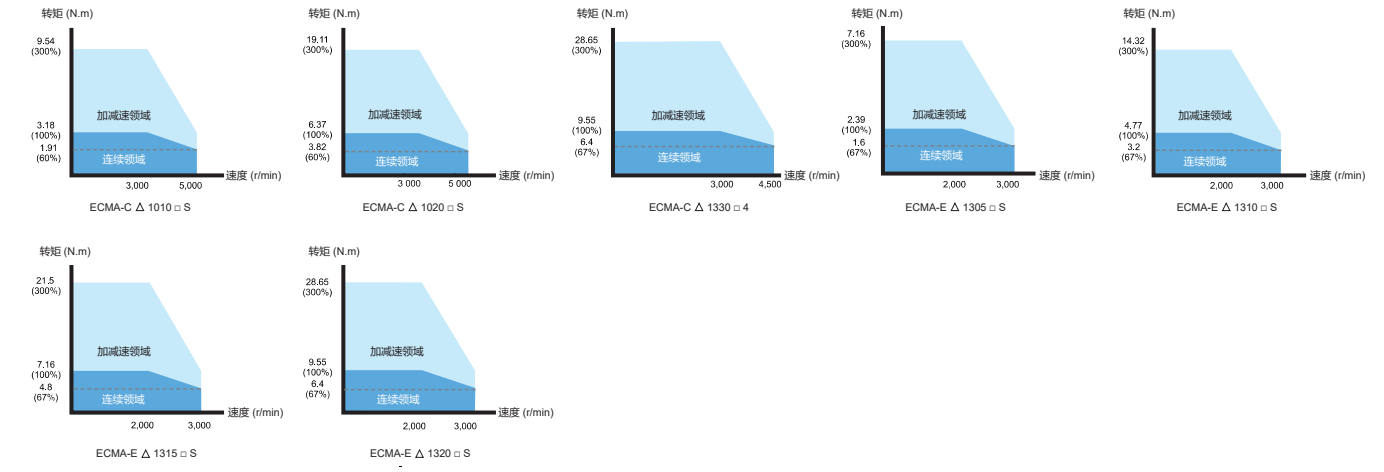 转矩 (N.m)
9.54
(300%)
加减速领域
3.18
(100%)
1.91
(60%)
连续领域
3,000 5,000
速度 (r/min)
ECMA-C △ 1010 □ S
转矩 (N.m)
19.11
(300%)
加减速领域
6.37
(100%)
3.82
(60%)
连续领域
3 000 5 000
速度 (r/min)
ECMA-C △ 1020 □ S
转矩 (N.m)
28.65
(300%)
加减速领域
9.55
(100%)
6.4
(67%)
连续领域
3,000 4,500
速度 (r/min)
ECMA-C △ 1330 □ 4
转矩 (N.m)
7.16
(300%)
加减速领域
2.39
(100%)
1.6
(67%)
连续领域
2,000 3,000
速度 (r/min)
ECMA-E △ 1305 □ S
转矩 (N.m)
14.32
(300%)
加减速领域
4.77
(100%)
3.2
(67%)
连续领域
2,000 3,000
速度 (r/min)
ECMA-E △ 1310 □ S
转矩 (N.m)
21.5
(300%)
加减速领域
7.16
(100%)
4.8
(67%)
连续领域
2,000 3,000
速度 (r/min)
ECMA-E △ 1315 □ S
转矩 (N.m)
28.65
(300%)
加减速领域
9.55
(100%)
6.4
(67%)
连续领域
2,000 3,000
速度 (r/min)
ECMA-E △ 1320 □ S